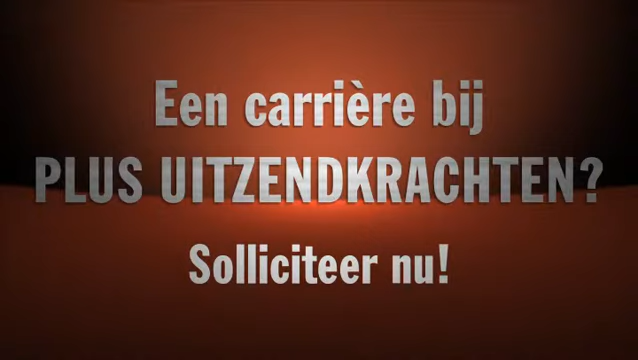 Een carrière bij
PLUS UITZENDKRACHTEN?
Solliciteer nu!